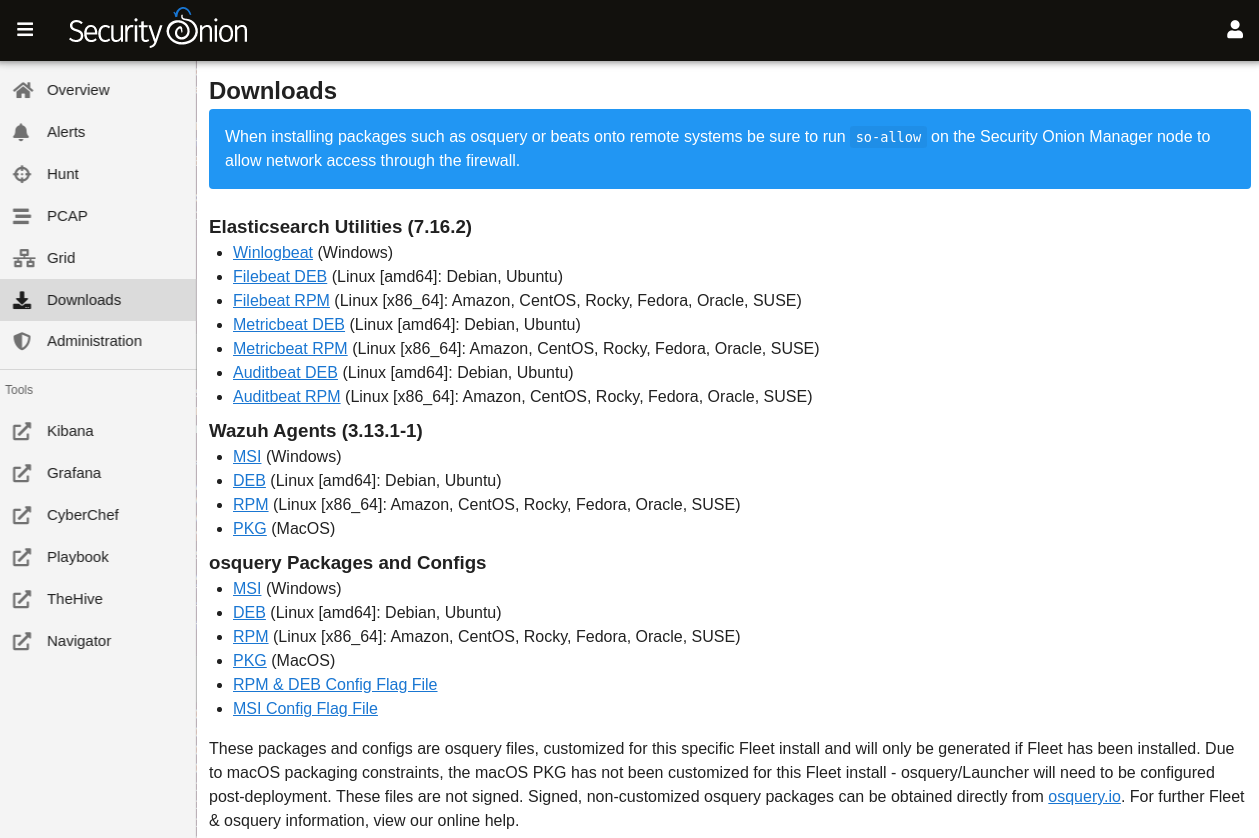 Security Onion
Overview
Alerts
Hunt
PCAP
Grid
Downloads
Administration
Tools
Kibana
Grafana
CyberChef
Playbook
TheHive
Navigator
Downloads
When installing packages such as osquery or beats onto remote systems be sure to run so-allow on the Security Onion Manager node to
allow network access through the firewall.
Elasticsearch Utilities (7.16.2)
• Winlogbeat (Windows)
• Filebeat DEB (Linux [amd64]: Debian, Ubuntu)
• Filebeat RPM (Linux [x86_64]: Amazon, CentOS, Rocky, Fedora, Oracle, SUSE)
• Metricbeat DEB (Linux [amd64]: Debian, Ubuntu)
• Metricbeat RPM (Linux [x86_64]: Amazon, CentOS, Rocky, Fedora, Oracle, SUSE)
• Auditbeat DEB (Linux [amd64]: Debian, Ubuntu)
• Auditbeat RPM (Linux [x86_64]: Amazon, CentOS, Rocky, Fedora, Oracle, SUSE)
Wazuh Agents (3.13.1-1)
• MSI (Windows)
• DEB (Linux [amd64]: Debian, Ubuntu)
• RPM (Linux [x86_64]: Amazon, CentOS, Rocky, Fedora, Oracle, SUSE)
• PKG (MacOS)
osquery Packages and Configs
• MSI (Windows)
• DEB (Linux [amd64]: Debian, Ubuntu)
• RPM (Linux [x86_64]: Amazon, CentOS, Rocky, Fedora, Oracle, SUSE)
• PKG (MacOS)
• RPM & DEB Config Flag File
• MSI Config Flag File
These packages and configs are osquery files, customized for this specific Fleet install and will only be generated if Fleet has been installed. Due
to macOS packaging constraints, the macOS PKG has not been customized for this Fleet install - osquery/Launcher will need to be configured
post-deployment. These files are not signed. Signed, non-customized osquery packages can be obtained directly from osquery.io. For further Fleet
& osquery information, view our online help.